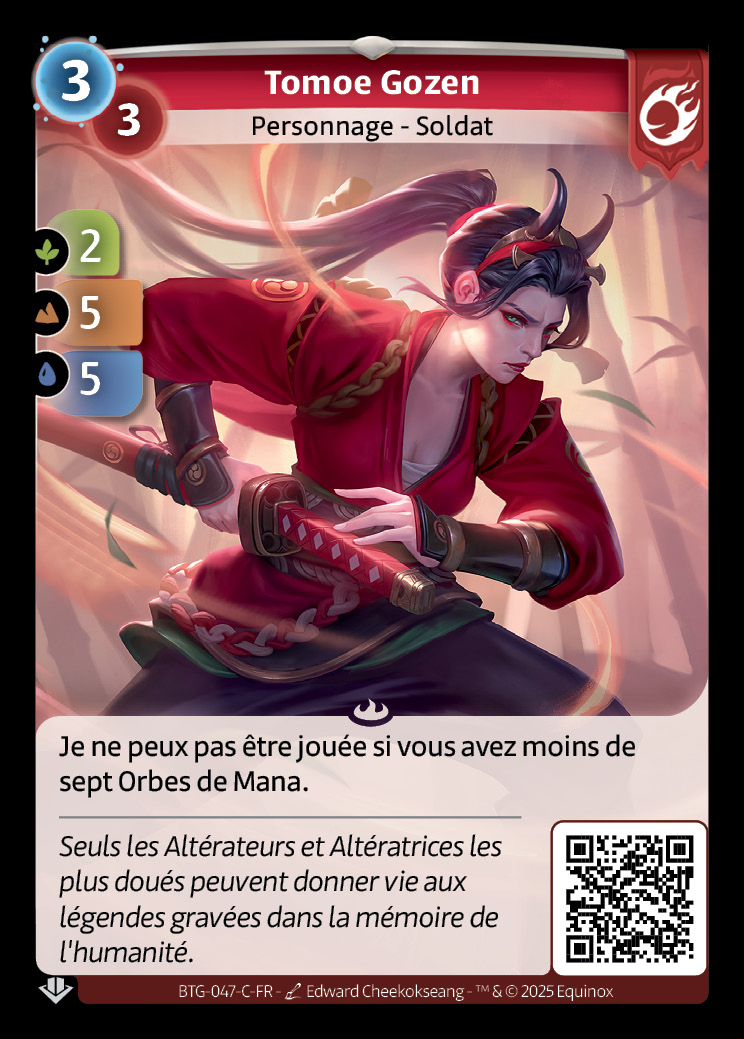 3
Tomoe Gozen
3
Personnage - Soldat
2
5
5
Je ne peux pas être jouée si vous avez moins de
sept Orbes de Mana.
Seuls les Altérateurs et Altératrices les
plus doués peuvent donner vie aux
légendes gravées dans la mémoire de
l'humanité.
BTG-047-C-FR - Edward Cheekokseang - ™ & © 2025 Equinox